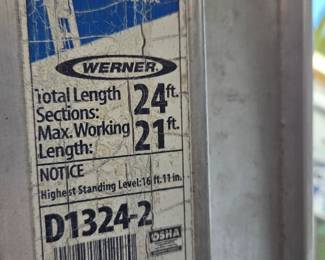 WERNER
Total Length
Sections: 24 ft.
Max. Working
Length: 21 ft.
NOTICE
Highest Standing Level:16 ft.11 in.
D1324-2
OSHA